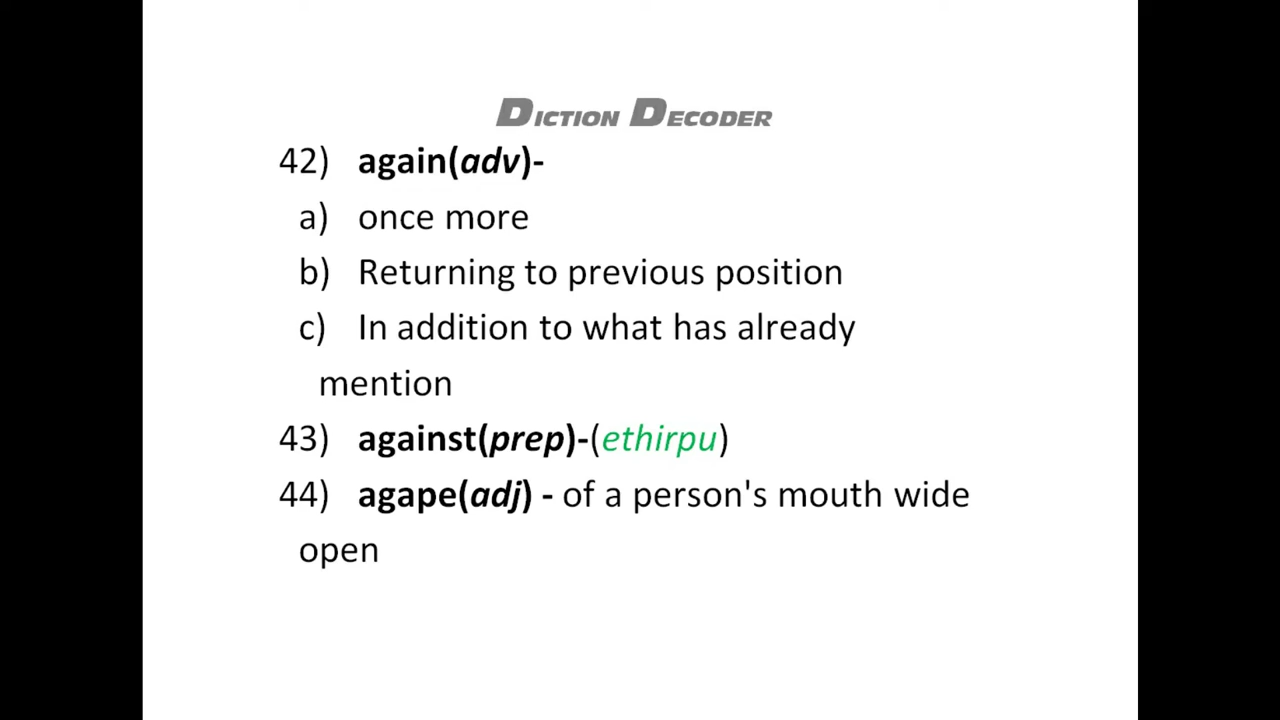 DICTION DECODER
42) again(adv)-
a) once more
b) Returning to previous position
c) In addition to what has already
mention
43) against(prep)-(ethirpu)
44) agape(adj) - of a person's mouth wide
open